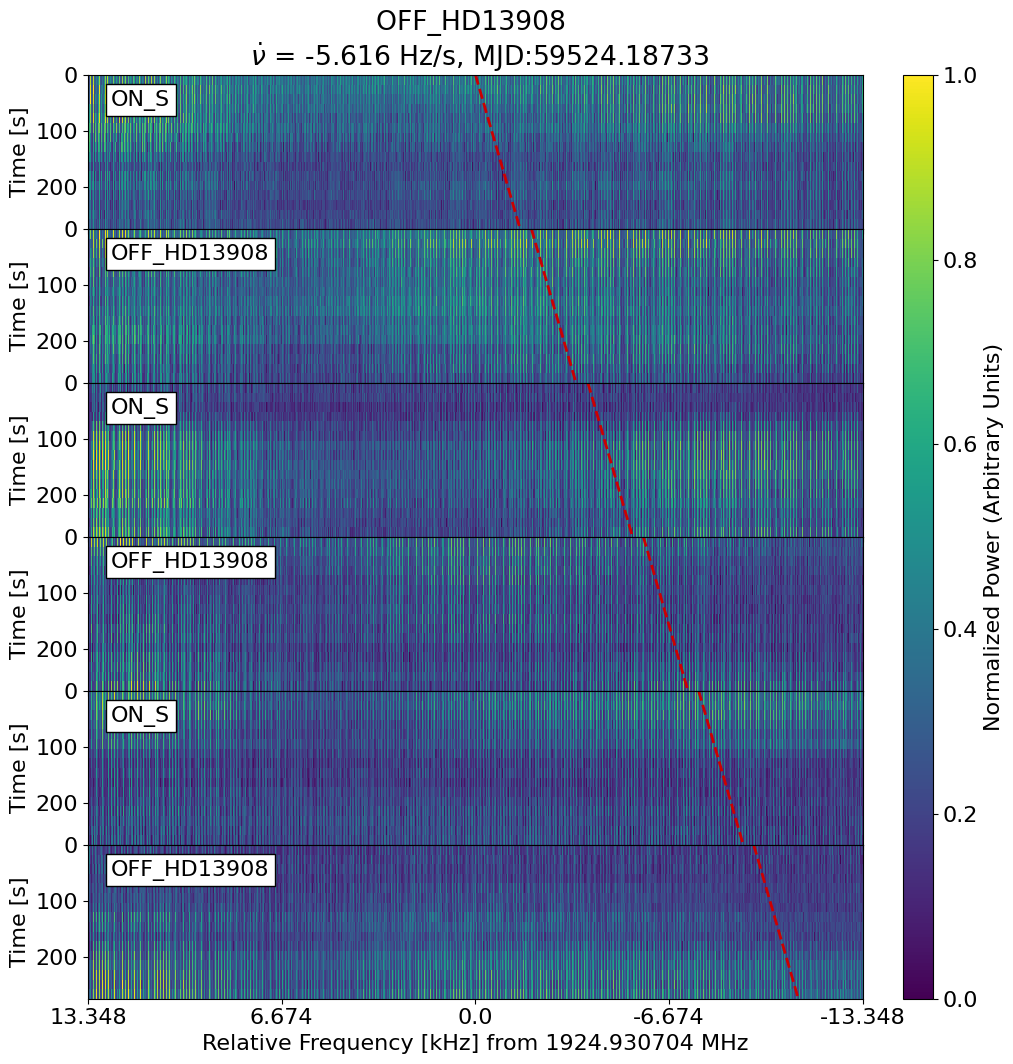 OFF_HD13908
ν̇ = -5.616 Hz/s, MJD:59524.18733
0
ON_S
100
200
Time [s]
0
OFF_HD13908
100
200
Time [s]
0
ON_S
100
200
Time [s]
0
OFF_HD13908
100
200
Time [s]
0
ON_S
100
200
Time [s]
0
OFF_HD13908
100
200
Time [s]
13.348 6.674 0.0 -6.674 -13.348
Relative Frequency [kHz] from 1924.930704 MHz
1.0
0.8
0.6
0.4
0.2
0.0
Normalized Power (Arbitrary Units)